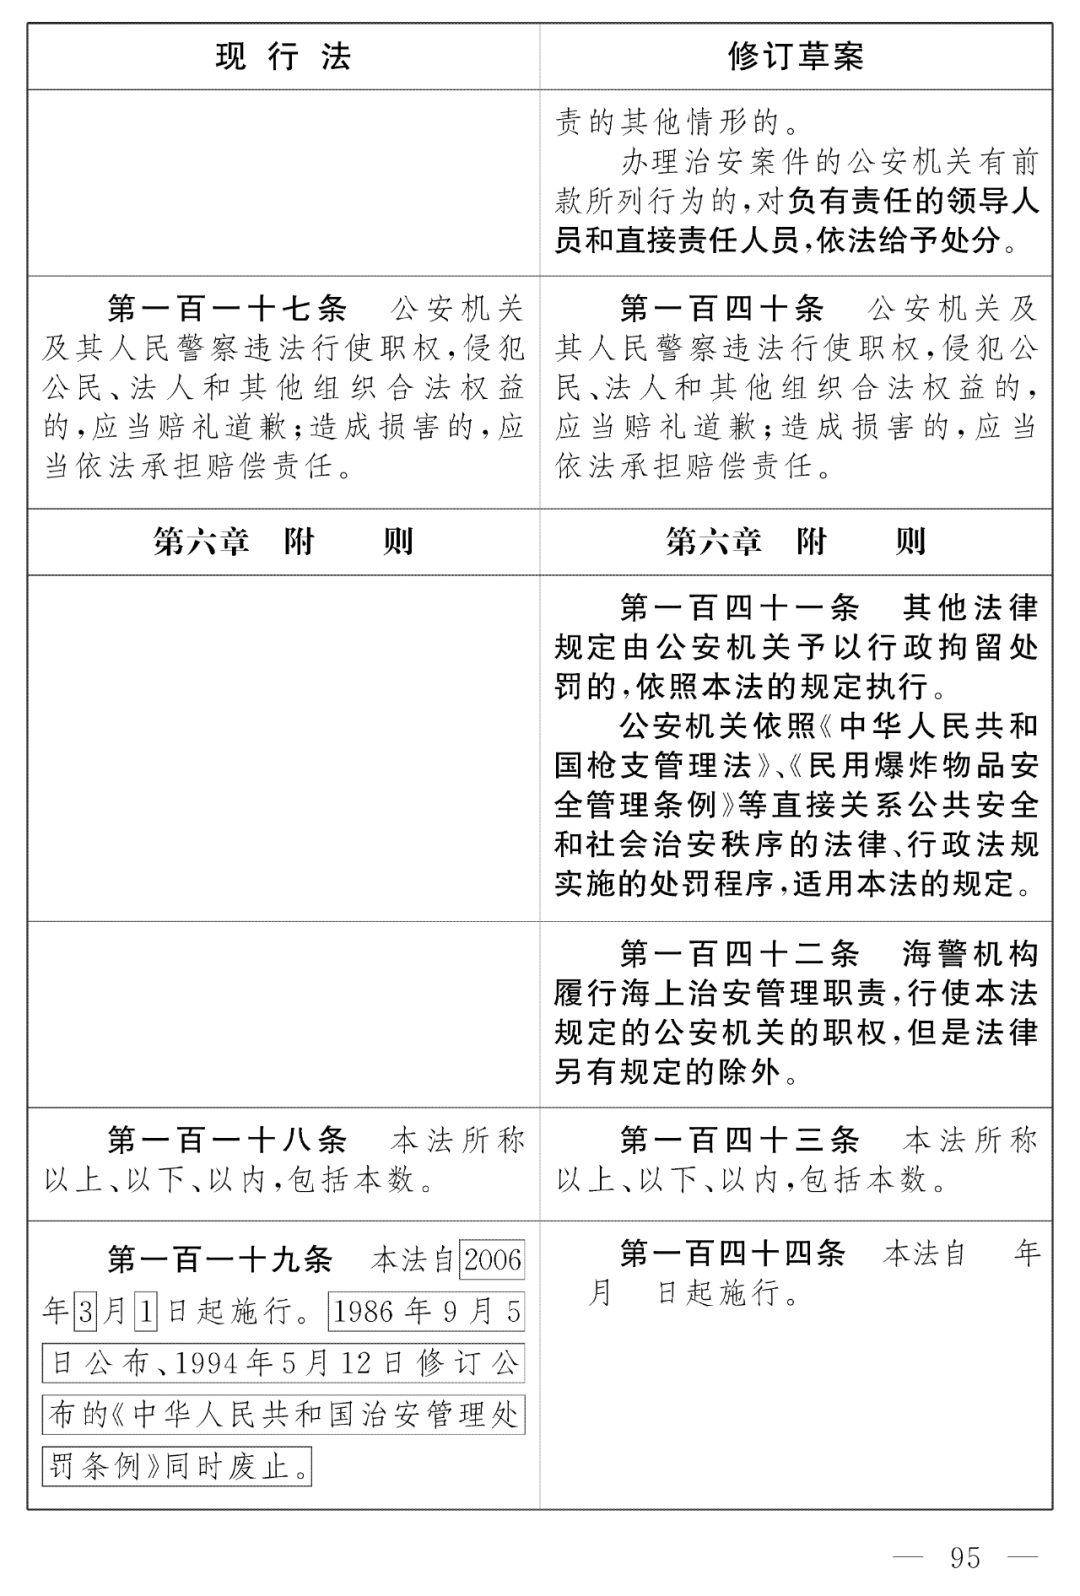 现行法
修订草案
责的其他情形的。
办理治安案件的公安机关有前
款所列行为的,对负有责任的领导人
员和直接责任人员,依法给予处分。
第一百一十七条 公安机关
及其人民警察违法行使职权,侵犯
公民、法人和其他组织合法权益
的,应当赔礼道歉;造成损害的,应
当依法承担赔偿责任。
第一百四十条 公安机关及
其人民警察违法行使职权,侵犯公
民、法人和其他组织合法权益的,
应当赔礼道歉;造成损害的,应当
依法承担赔偿责任。
第六章 附 则
第六章 附 则
第一百四十一条 其他法律
规定由公安机关予以行政拘留处
罚的,依照本法的规定执行。
公安机关依照《中华人民共和
国枪支管理法》、《民用爆炸物品安
全管理条例》等直接关系公共安全
和社会治安秩序的法律、行政法规
实施的处罚程序,适用本法的规定。
第一百四十二条 海警机构
履行海上治安管理职责,行使本法
规定的公安机关的职权,但是法律
另有规定的除外。
第一百一十八条 本法所称
以上、以下、以内,包括本数。
第一百四十三条 本法所称
以上、以下、以内,包括本数。
第一百一十九条 本法自2006
年3月1日起施行。1986年9月5
日公布、1994年5月12日修订公
布的《中华人民共和国治安管理处
罚条例》同时废止。
第一百四十四条 本法自 年
月 日起施行。
— 95 —